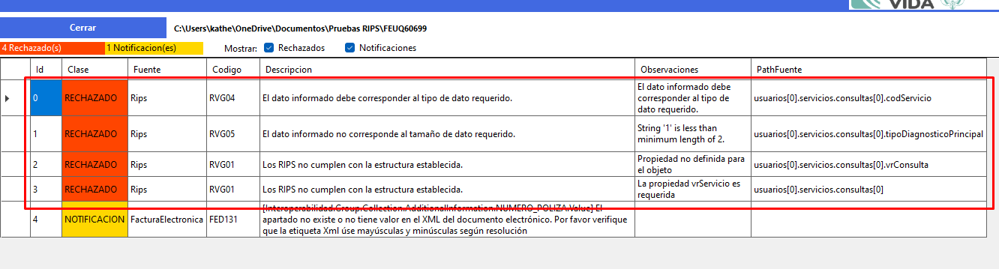 VIDA
Cerrar
C:\Users\kathe\OneDrive\Documentos\Pruebas RIPS\FEUQ60699
4 Rechazado(s)
1 Notificacion(es)
Mostrar:
Rechazados
Notificaciones
Id
Clase
Fuente
Codigo
Descripcion
Observaciones
PathFuente
0
RECHAZADO
Rips
RVG04
El dato informado debe corresponder al tipo de dato requerido.
El dato informado debe
corresponder al tipo de
dato requerido.
usuarios[0].servicios.consultas[0].codServicio
1
RECHAZADO
Rips
RVG05
El dato informado no corresponde al tamaño de dato requerido.
String '1' is less than
minimum length of 2.
usuarios[0].servicios.consultas[0].tipoDiagnosticoPrincipal
2
RECHAZADO
Rips
RVG01
Los RIPS no cumplen con la estructura establecida.
Propiedad no definida para
el objeto
usuarios[0].servicios.consultas[0].vrConsulta
3
RECHAZADO
Rips
RVG01
Los RIPS no cumplen con la estructura establecida.
La propiedad vrServicio es
requerida
usuarios[0].servicios.consultas[0]
4
NOTIFICACION
FacturaElectronica
FED131
[Interoperabilidad.Group.Collection.AdditionalInformation.NUMERO_POLIZA.Value] El
apartado no existe o no tiene valor en el XML del documento electrónico. Por favor verifique
que la etiqueta Xml úse mayúsculas y minúsculas según resolución